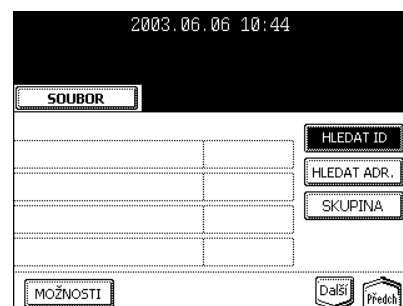 2003.06.06 10:44
SOUBOR
HLEDAT ID
HLEDAT ADR.
SKUPINA
MOŽNOSTI
Další
Předch